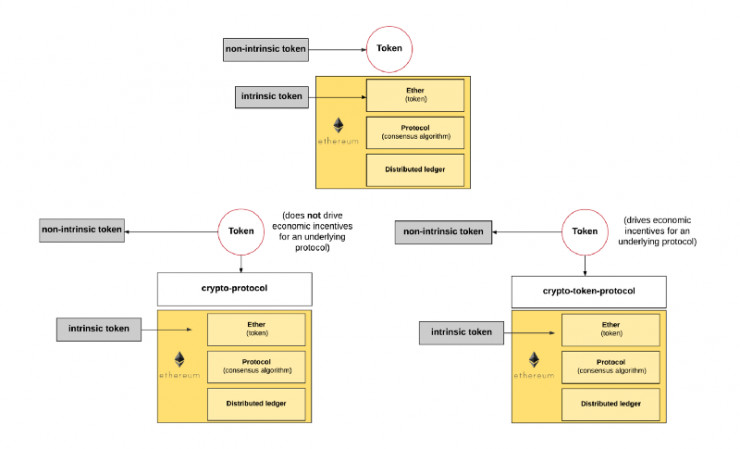 non-intrinsic token
Token
intrinsic token
Ether
(token)
ethereum
Protocol
(consensus algorithm)
Distributed ledger
non-intrinsic token
Token
(does not drive
economic incentives
for an underlying
protocol)
crypto-protocol
intrinsic token
Ether
(token)
ethereum
Protocol
(consensus algorithm)
Distributed ledger
non-intrinsic token
Token
(drives economic
incentives for an
underlying protocol)
crypto-token-protocol
intrinsic token
Ether
(token)
ethereum
Protocol
(consensus algorithm)
Distributed ledger